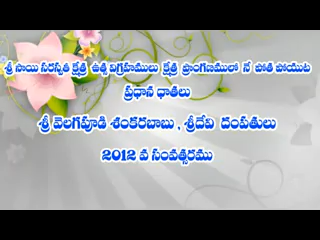 శ్రీ సాయి సరస్వతి క్షేత్ర ఉత్సవిగ్రహములు క్షేత్ర ప్రాంగణములో నే పోత పోయుట
ప్రధాన ధాతలు
శ్రీ వెలగపూడి శంకరబాబు , శ్రీదేవి దంపతులు
2012 వ సంవత్సరము